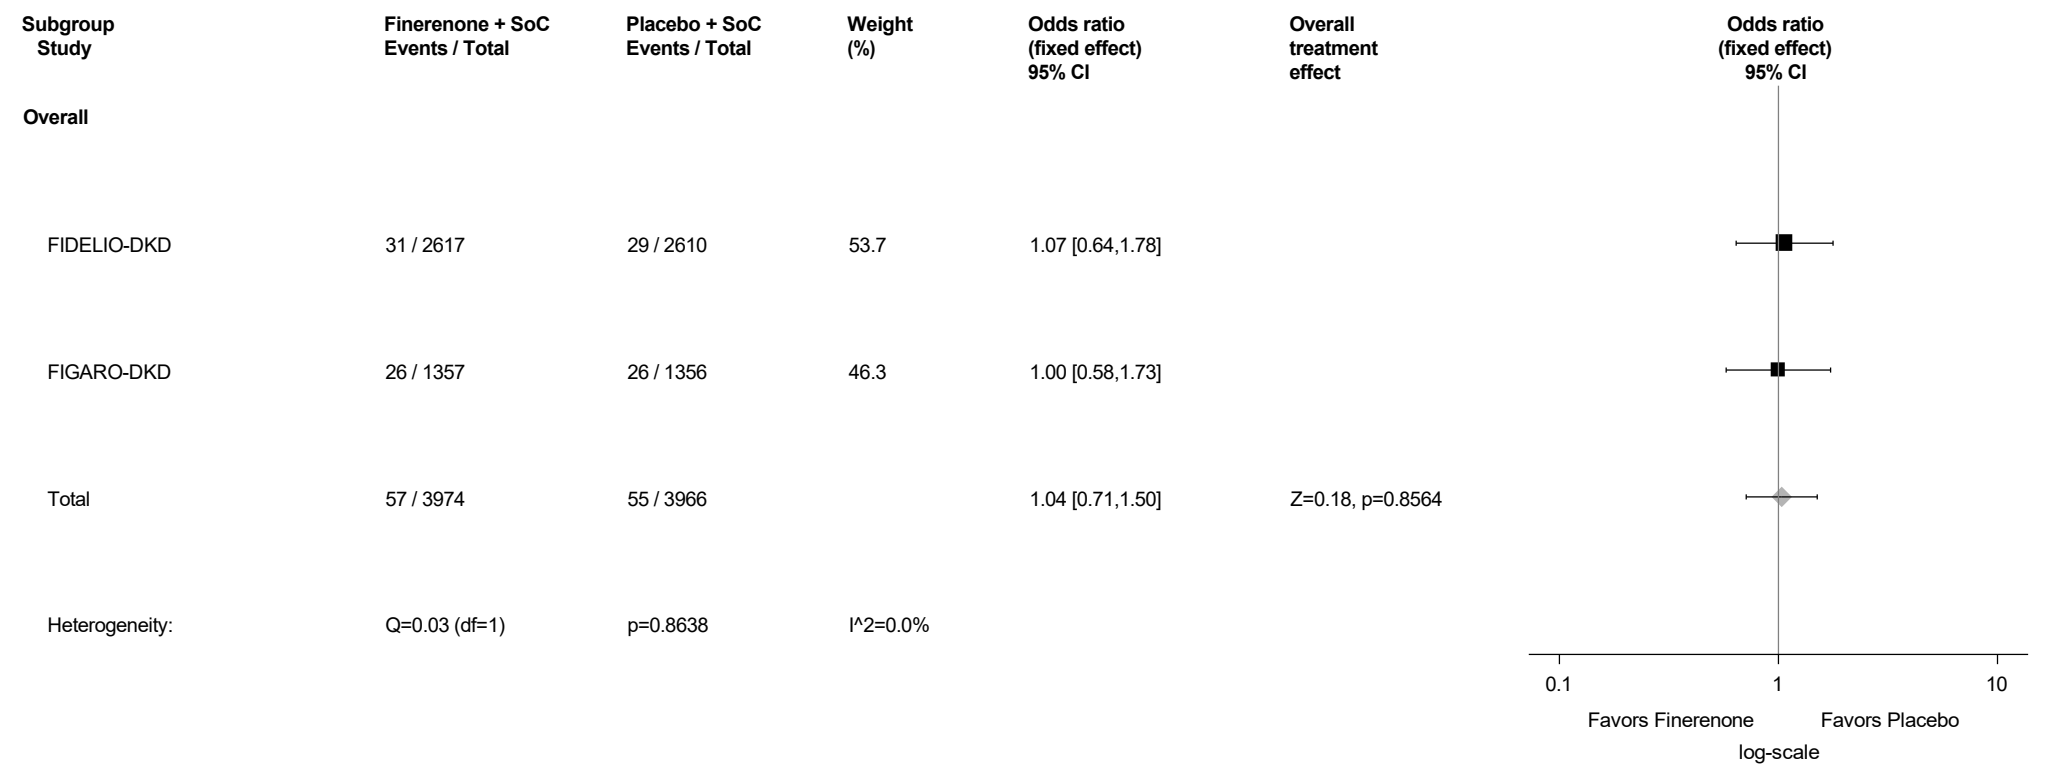 Subgroup Finerenone + SoC Placebo + SoC Weight Odds ratio Overall Odds ratio
Study Events / Total Events / Total (%) (fixed effect) treatment (fixed effect)
95% CI effect 95% CI
Overall
FIDELIO-DKD 31 / 2617 29 / 2610 53.7 1.07 [0.64,1.78]
FIGARO-DKD 26 / 1357 26 / 1356 46.3 1.00 [0.58,1.73]
Total 57 / 3974 55 / 3966 1.04 [0.71,1.50] Z=0.18, p=0.8564
Heterogeneity: Q=0.03 (df=1) p=0.8638 I^2=0.0%
0.1 1 10
Favors Finerenone Favors Placebo
log-scale